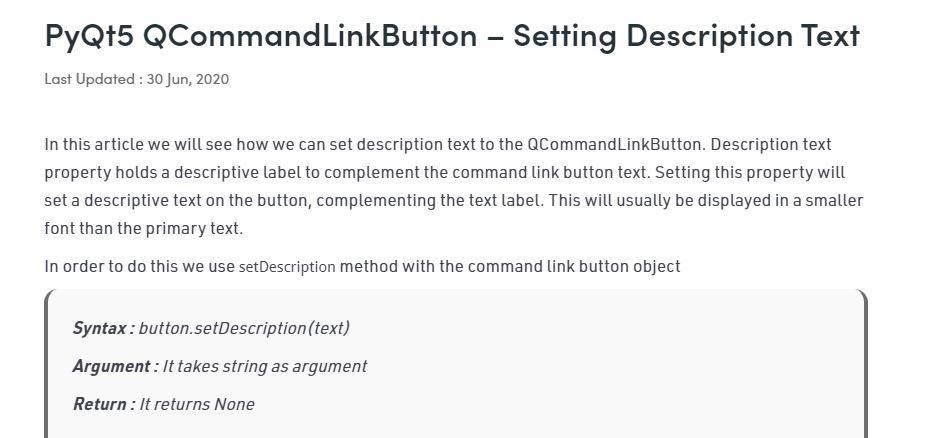 PyQt5 QCommandLinkButton – Setting Description Text
Last Updated : 30 Jun, 2020
In this article we will see how we can set description text to the QCommandLinkButton. Description text
property holds a descriptive label to complement the command link button text. Setting this property will
set a descriptive text on the button, complementing the text label. This will usually be displayed in a smaller
font than the primary text.
In order to do this we use setDescription method with the command link button object
Syntax : button.setDescription(text)
Argument : It takes string as argument
Return : It returns None